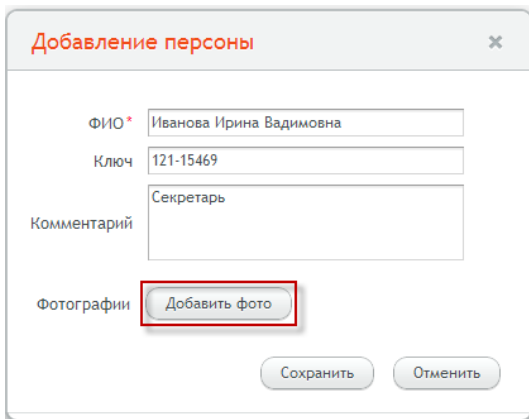 Добавление персоны
ФИО* Иванова Ирина Вадимовна
Ключ 121-15469
Комментарий Секретарь
Фотографии Добавить фото
Сохранить Отменить